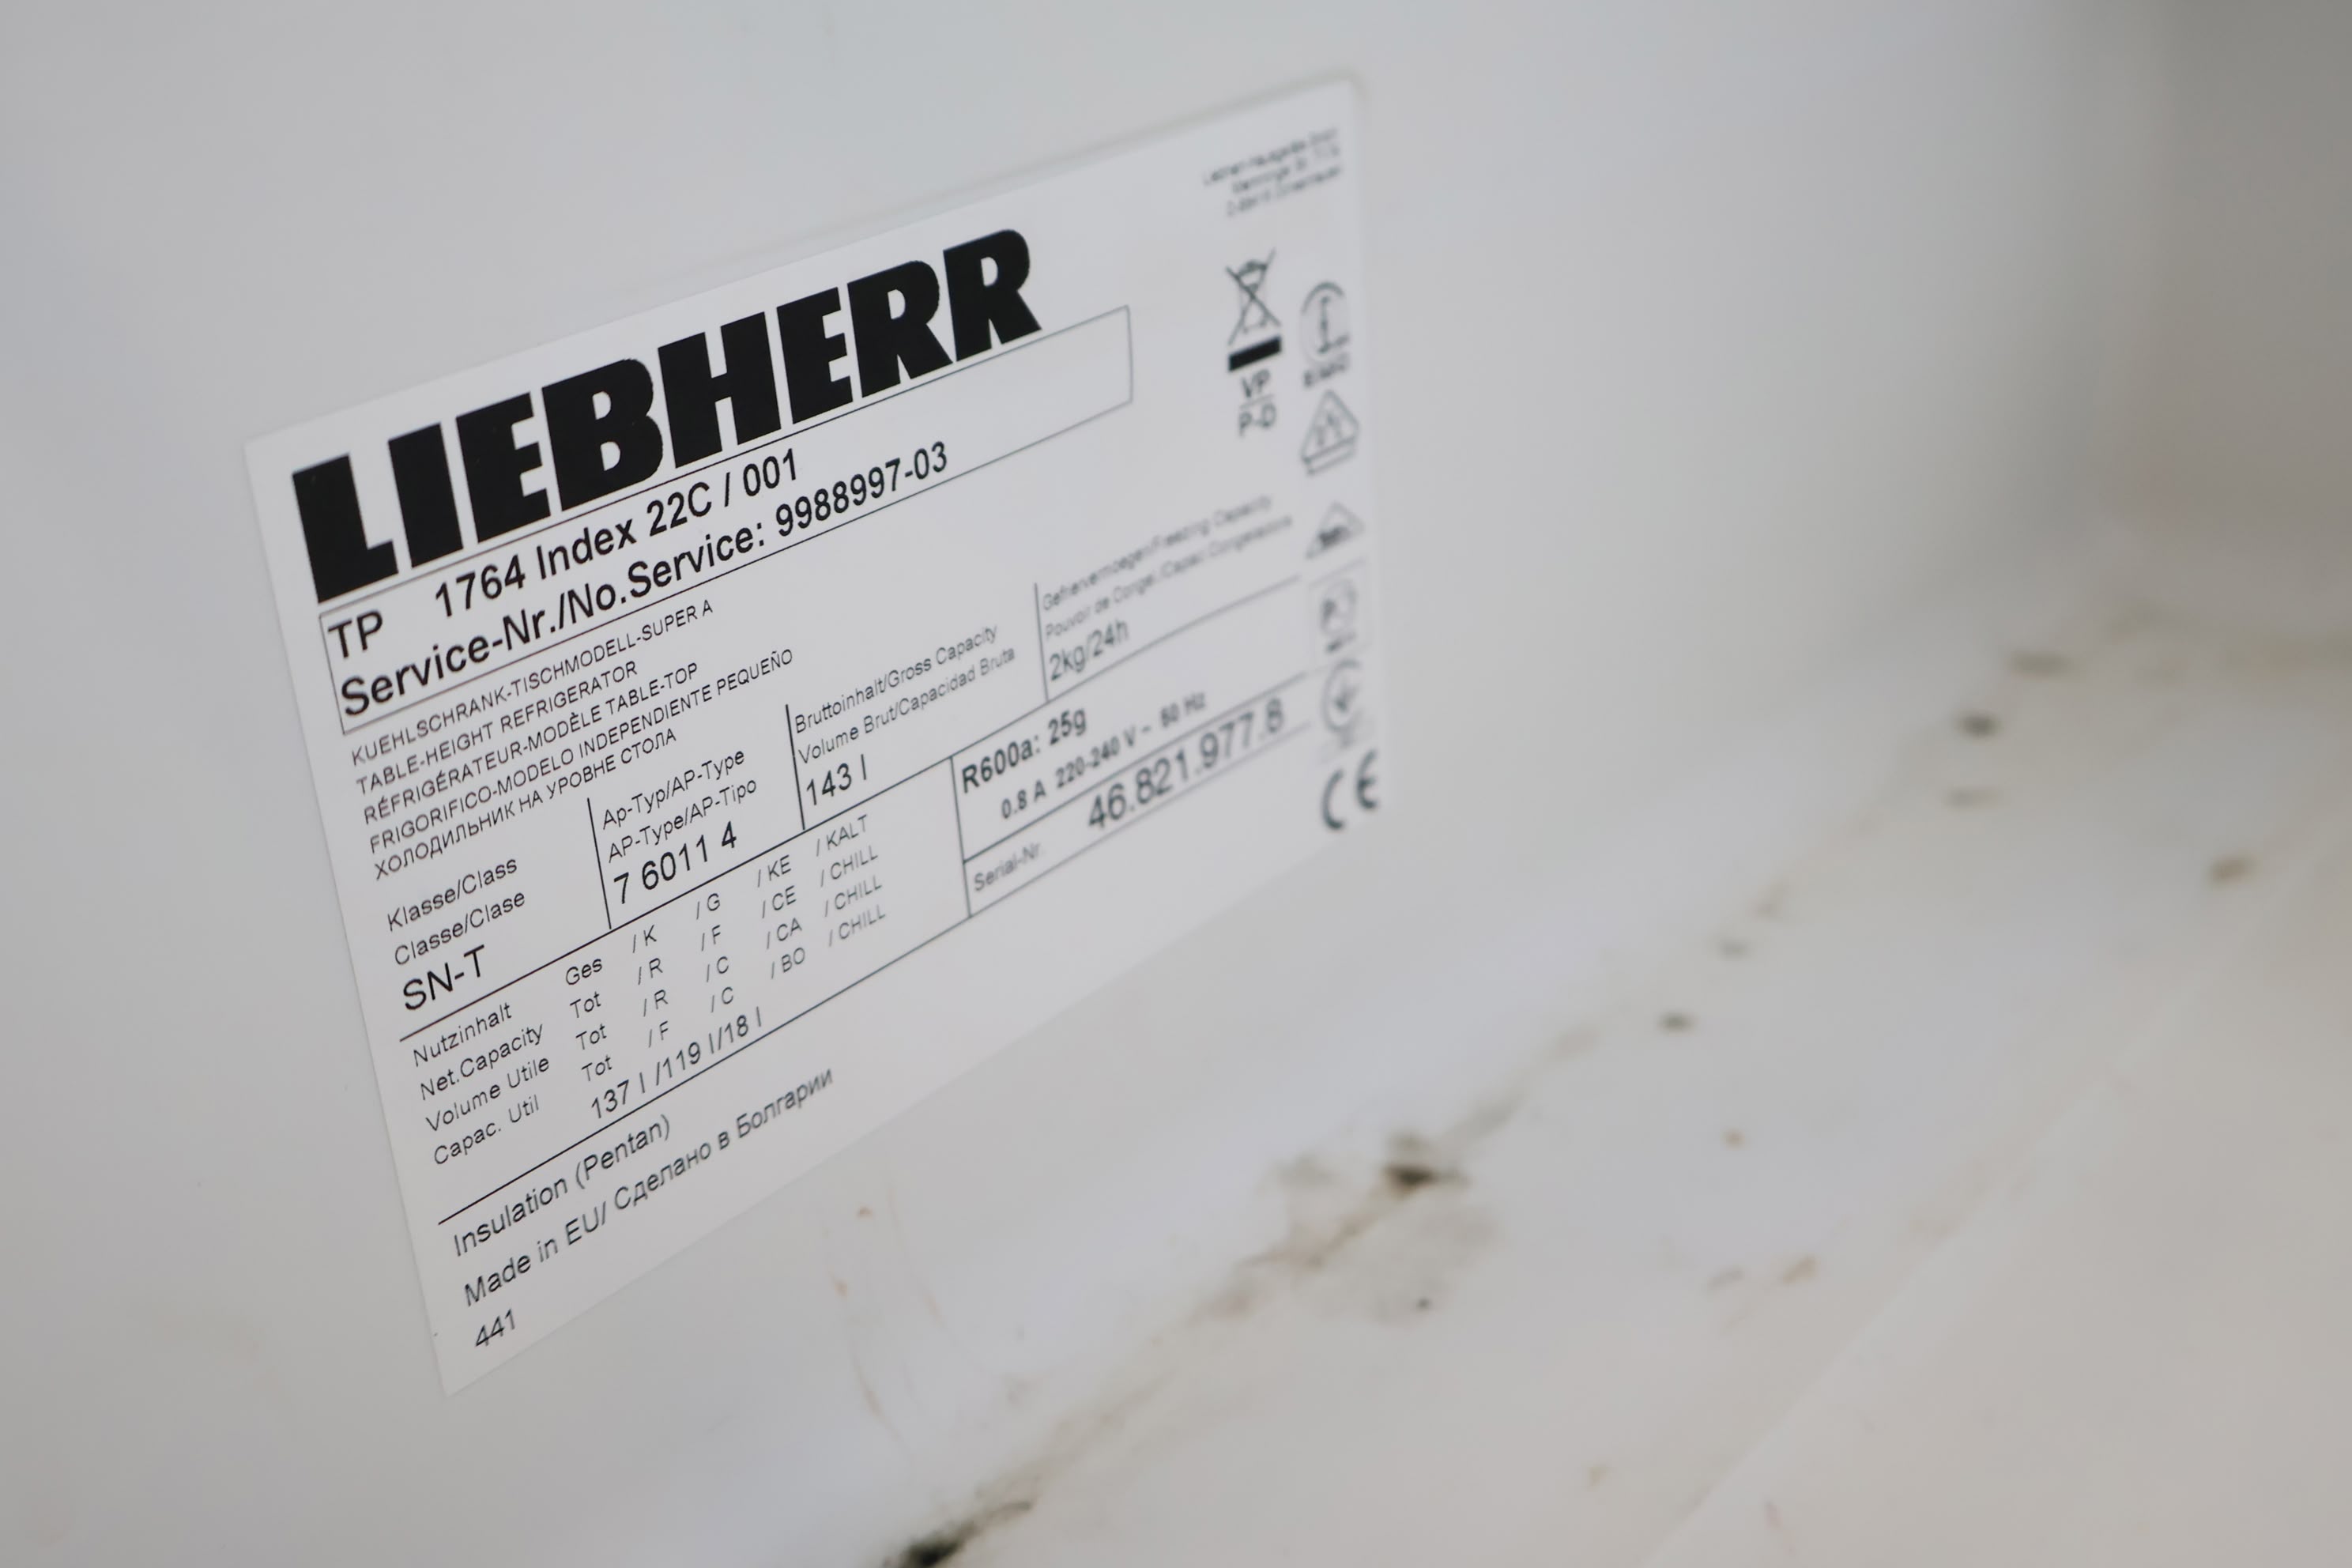 LIEBHERR
TP 1764 Index 22C / 001
Service-Nr./No.Service: 9988997-03
KUEHLSCHRANK-TISCHMODELL-SUPER A
TABLE-HEIGHT REFRIGERATOR
RÉFRIGÉRATEUR-MODÈLE TABLE-TOP
FRIGORIFICO-MODELO INDEPENDIENTE PEQUEÑO
ХОЛОДИЛЬНИК НА УРОВНЕ СТОЛА
Klasse/Class
Classe/Clase
SN-T
Ap-Typ/AP-Type
AP-Type/AP-Tipo
7 6011 4
Bruttoinhalt/Gross Capacity
Volume Brut/Capacidad Bruta
143 l
Gefriervermoegen/Freezing Capacity
Pouvoir de Congel./Capac.Congeladora
2kg/24h
Nutzinhalt Ges / K / G / KE / KALT
Net.Capacity Tot / R / F / CE / CHILL
Volume Utile Tot / R / C / CA / CHILL
Capac. Util Tot / F / C / BO / CHILL
137 l /119 l/18 l
R600a: 25g
0.8 A 220-240 V ~ 50 Hz
Serial-Nr. 46.821.977.8
Insulation (Pentan)
Made in EU/ Сделано в Болгарии
441
VP
P-D
CE